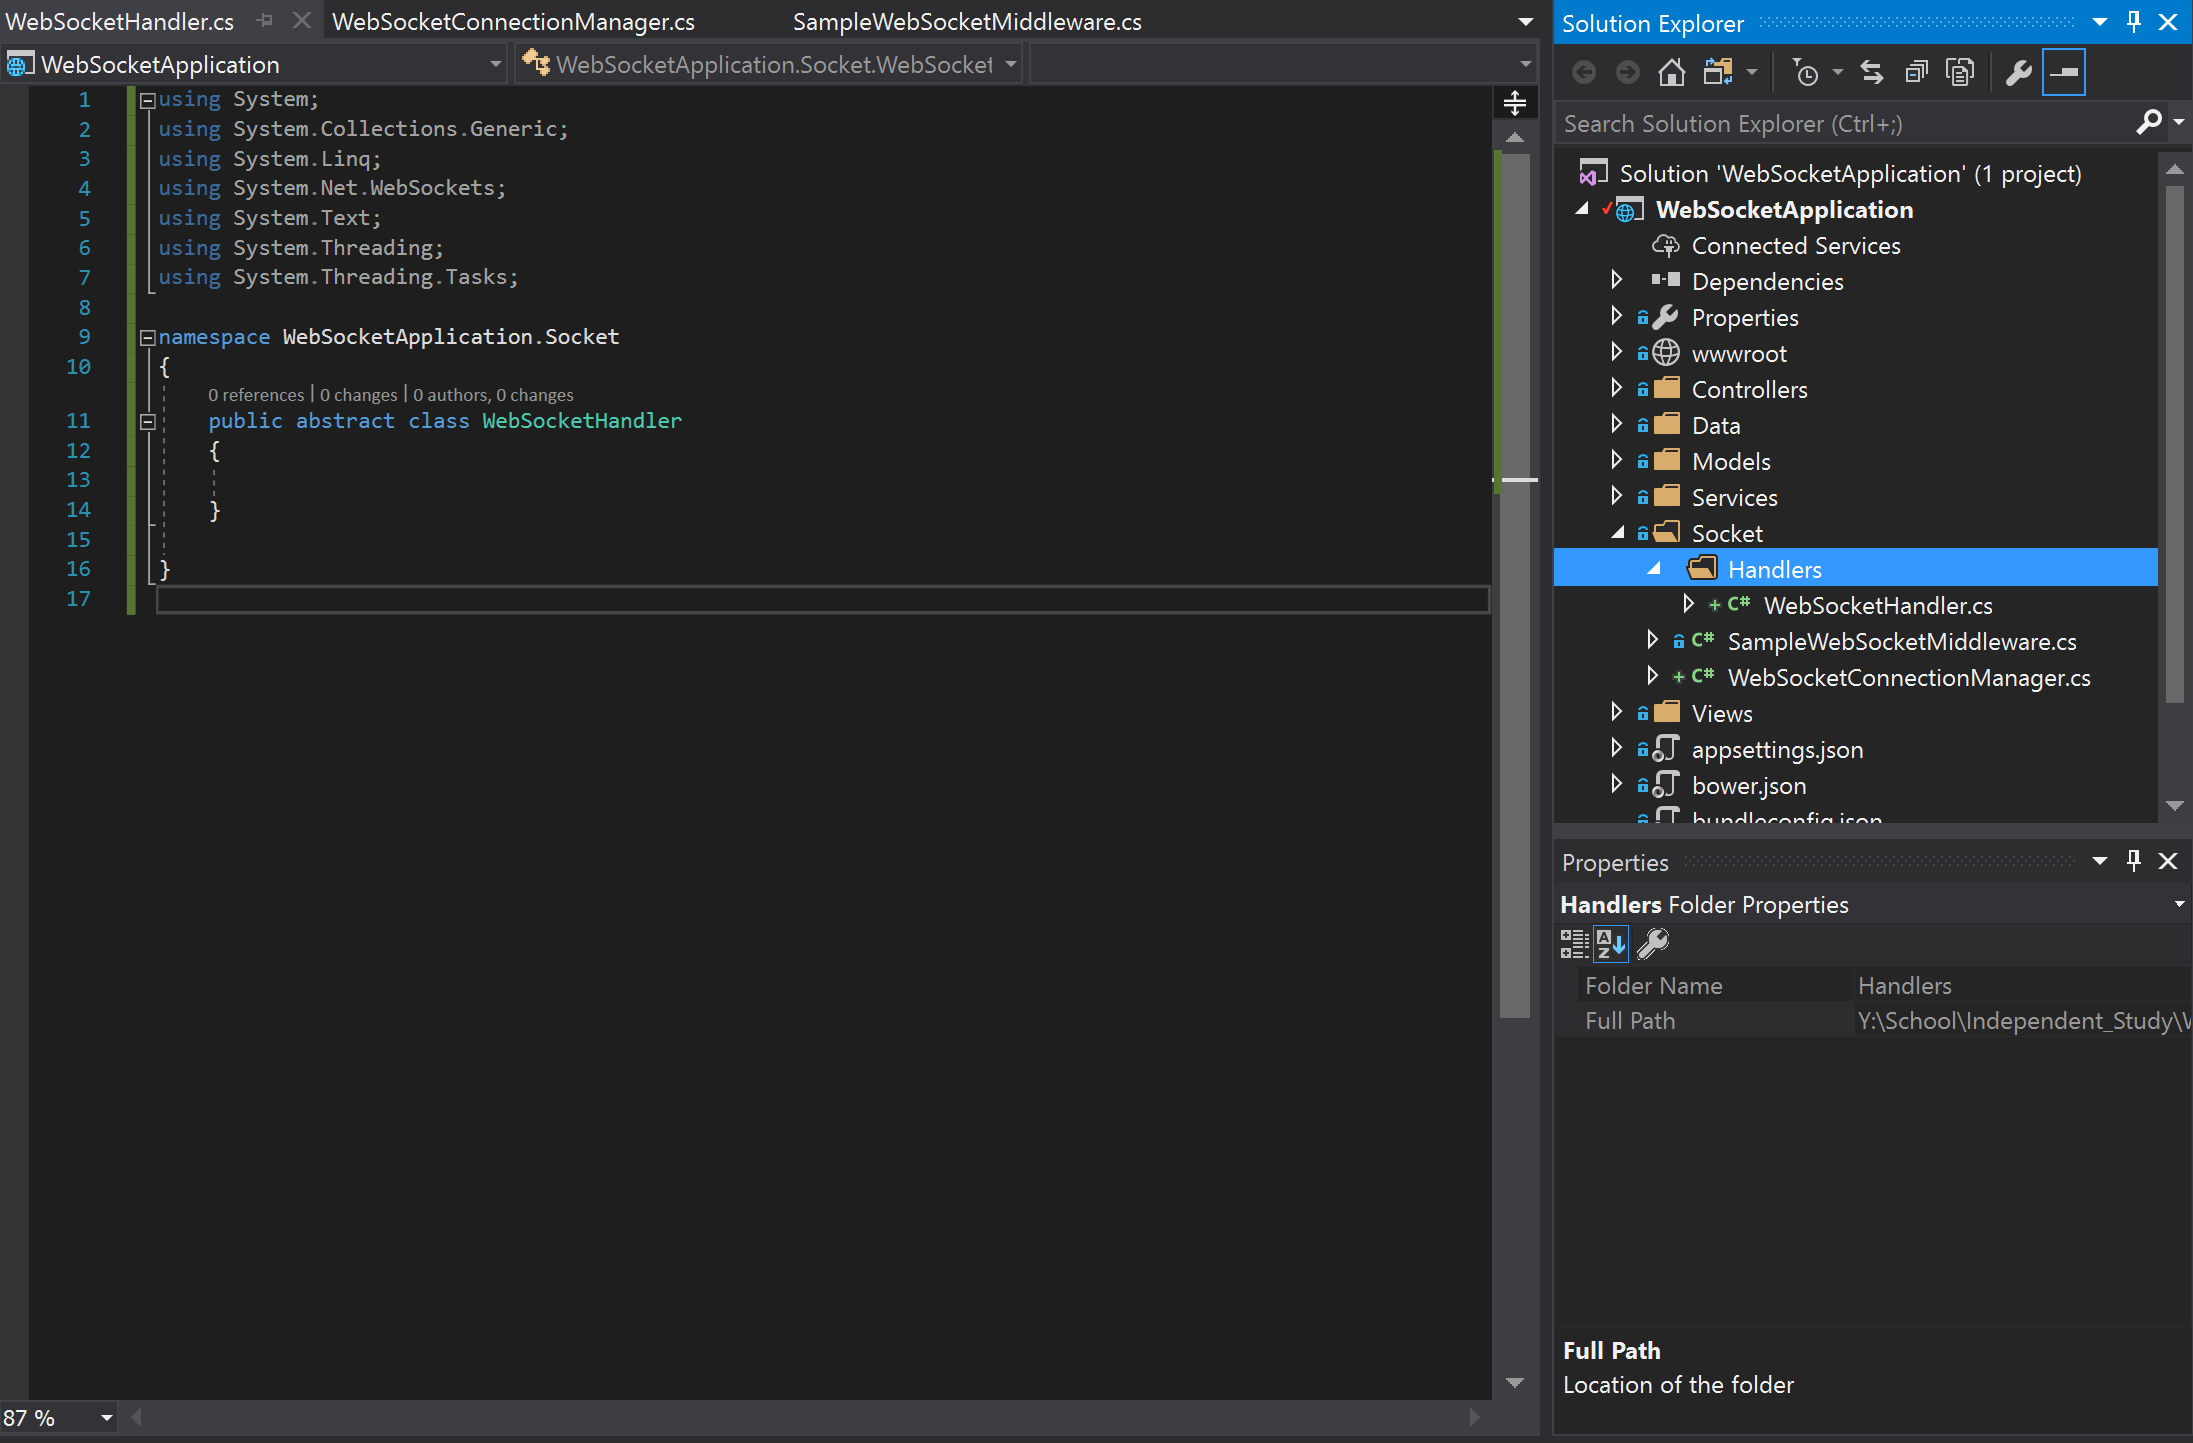 WebSocketHandler.cs WebSocketConnectionManager.cs SampleWebSocketMiddleware.cs
WebSocketApplication WebSocketApplication.Socket.WebSocket
1 using System;
2 using System.Collections.Generic;
3 using System.Linq;
4 using System.Net.WebSockets;
5 using System.Text;
6 using System.Threading;
7 using System.Threading.Tasks;
8
9 namespace WebSocketApplication.Socket
10 {
0 references | 0 changes | 0 authors, 0 changes
11 public abstract class WebSocketHandler
12 {
13
14 }
15
16 }
17
87 %
Solution Explorer
Search Solution Explorer (Ctrl+;)
Solution 'WebSocketApplication' (1 project)
WebSocketApplication
Connected Services
Dependencies
Properties
wwwroot
Controllers
Data
Models
Services
Socket
Handlers
C# WebSocketHandler.cs
C# SampleWebSocketMiddleware.cs
C# WebSocketConnectionManager.cs
Views
appsettings.json
bower.json
bundleconfig.json
Properties
Handlers Folder Properties
Folder Name Handlers
Full Path Y:\School\Independent_Study\W
Full Path
Location of the folder